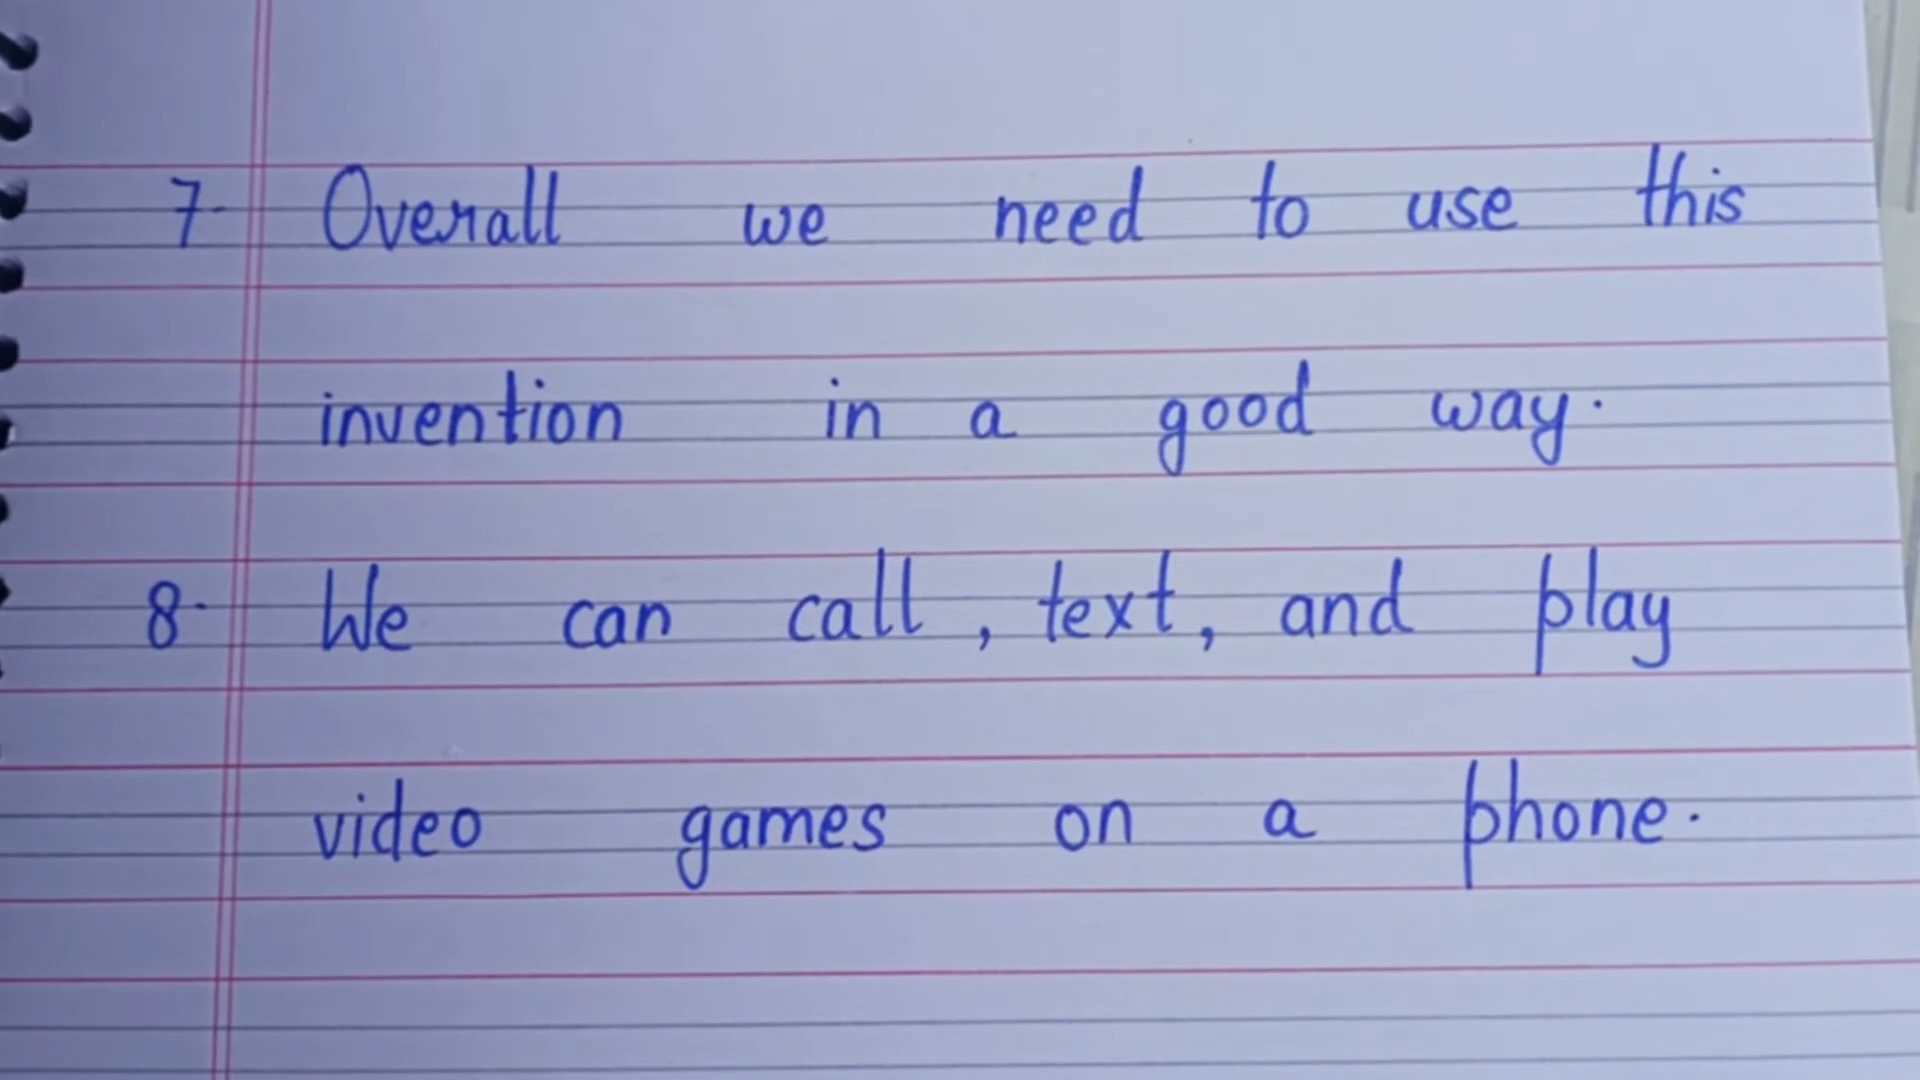 7. Overall we need to use this
invention in a good way.
8. We can call, text, and play
video games on a phone.